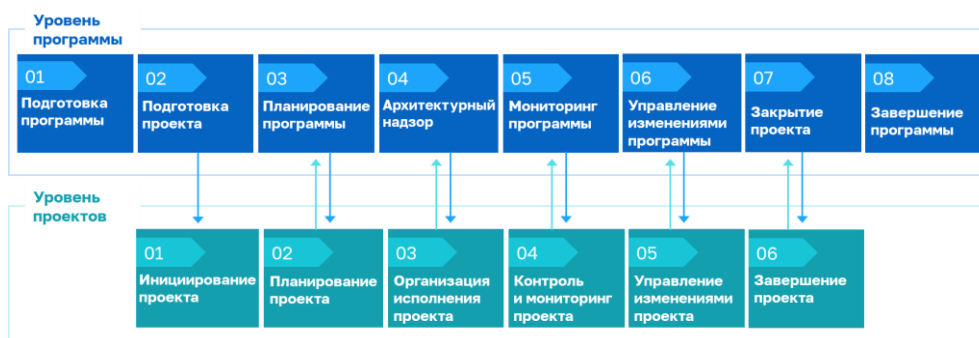 Уровень
программы
01
Подготовка
программы
02
Подготовка
проекта
03
Планирование
программы
04
Архитектурный
надзор
05
Мониторинг
программы
06
Управление
изменениями
программы
07
Закрытие
проекта
08
Завершение
программы
Уровень
проектов
01
Инициирование
проекта
02
Планирование
проекта
03
Организация
исполнения
проекта
04
Контроль
и мониторинг
проекта
05
Управление
изменениями
проекта
06
Завершение
проекта